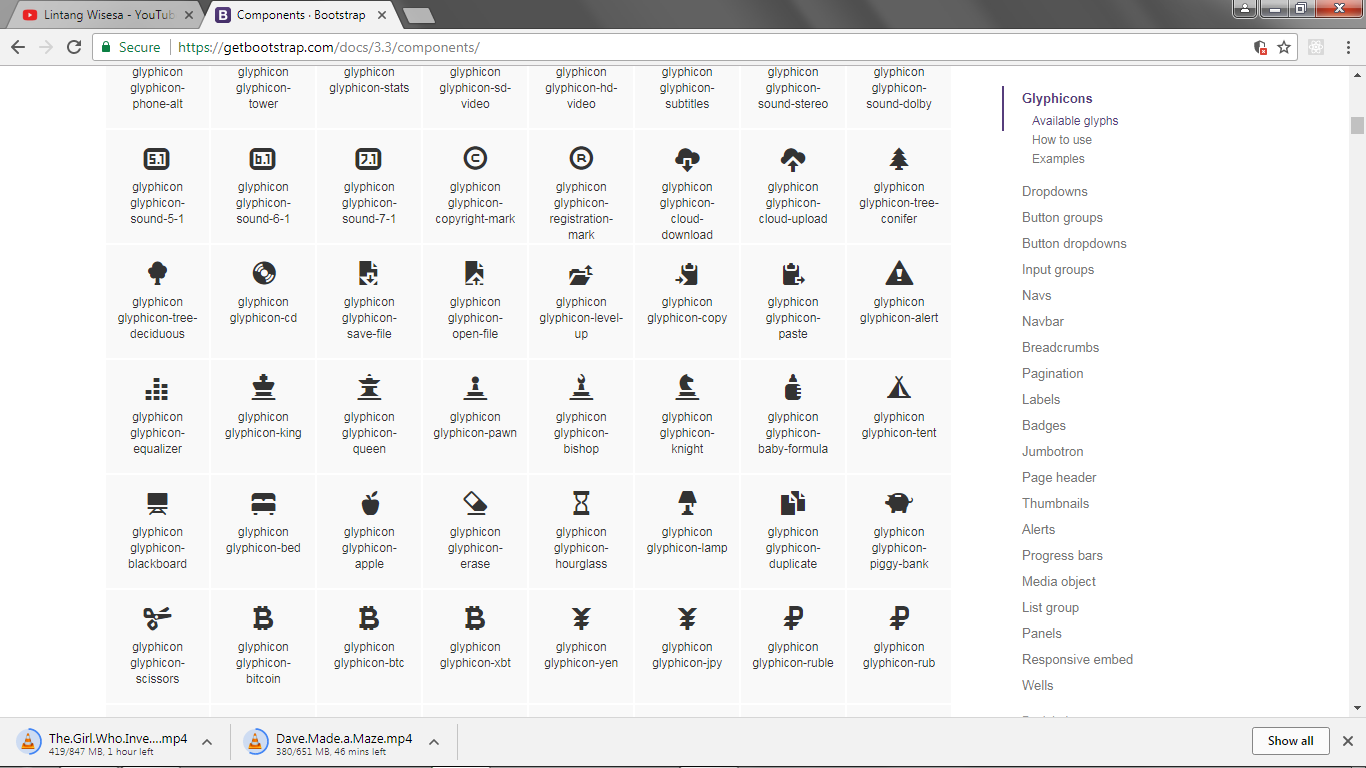 Lintang Wisesa - YouTub
Components · Bootstrap
Secure
https://getbootstrap.com/docs/3.3/components/
glyphicon
glyphicon-
phone-alt
glyphicon
glyphicon-
tower
glyphicon
glyphicon-stats
glyphicon
glyphicon-sd-
video
glyphicon
glyphicon-hd-
video
glyphicon
glyphicon-
subtitles
glyphicon
glyphicon-
sound-stereo
glyphicon
glyphicon-
sound-dolby
5.1
glyphicon
glyphicon-
sound-5-1
6.1
glyphicon
glyphicon-
sound-6-1
7.1
glyphicon
glyphicon-
sound-7-1
glyphicon
glyphicon-
copyright-mark
glyphicon
glyphicon-
registration-
mark
glyphicon
glyphicon-
cloud-
download
glyphicon
glyphicon-
cloud-upload
glyphicon
glyphicon-tree-
conifer
glyphicon
glyphicon-tree-
deciduous
glyphicon
glyphicon-cd
glyphicon
glyphicon-
save-file
glyphicon
glyphicon-
open-file
glyphicon
glyphicon-level-
up
glyphicon
glyphicon-copy
glyphicon
glyphicon-
paste
glyphicon
glyphicon-alert
glyphicon
glyphicon-
equalizer
glyphicon
glyphicon-king
glyphicon
glyphicon-
queen
glyphicon
glyphicon-pawn
glyphicon
glyphicon-
bishop
glyphicon
glyphicon-
knight
glyphicon
glyphicon-
baby-formula
glyphicon
glyphicon-tent
glyphicon
glyphicon-
blackboard
glyphicon
glyphicon-bed
glyphicon
glyphicon-
apple
glyphicon
glyphicon-
erase
glyphicon
glyphicon-
hourglass
glyphicon
glyphicon-lamp
glyphicon
glyphicon-
duplicate
glyphicon
glyphicon-
piggy-bank
glyphicon
glyphicon-
scissors
glyphicon
glyphicon-
bitcoin
glyphicon
glyphicon-btc
glyphicon
glyphicon-xbt
glyphicon
glyphicon-yen
glyphicon
glyphicon-jpy
glyphicon
glyphicon-ruble
glyphicon
glyphicon-rub
Glyphicons
Available glyphs
How to use
Examples
Dropdowns
Button groups
Button dropdowns
Input groups
Navs
Navbar
Breadcrumbs
Pagination
Labels
Badges
Jumbotron
Page header
Thumbnails
Alerts
Progress bars
Media object
List group
Panels
Responsive embed
Wells
The.Girl.Who.Inve....mp4
419/847 MB, 1 hour left
Dave.Made.a.Maze.mp4
380/651 MB, 46 mins left
Show all